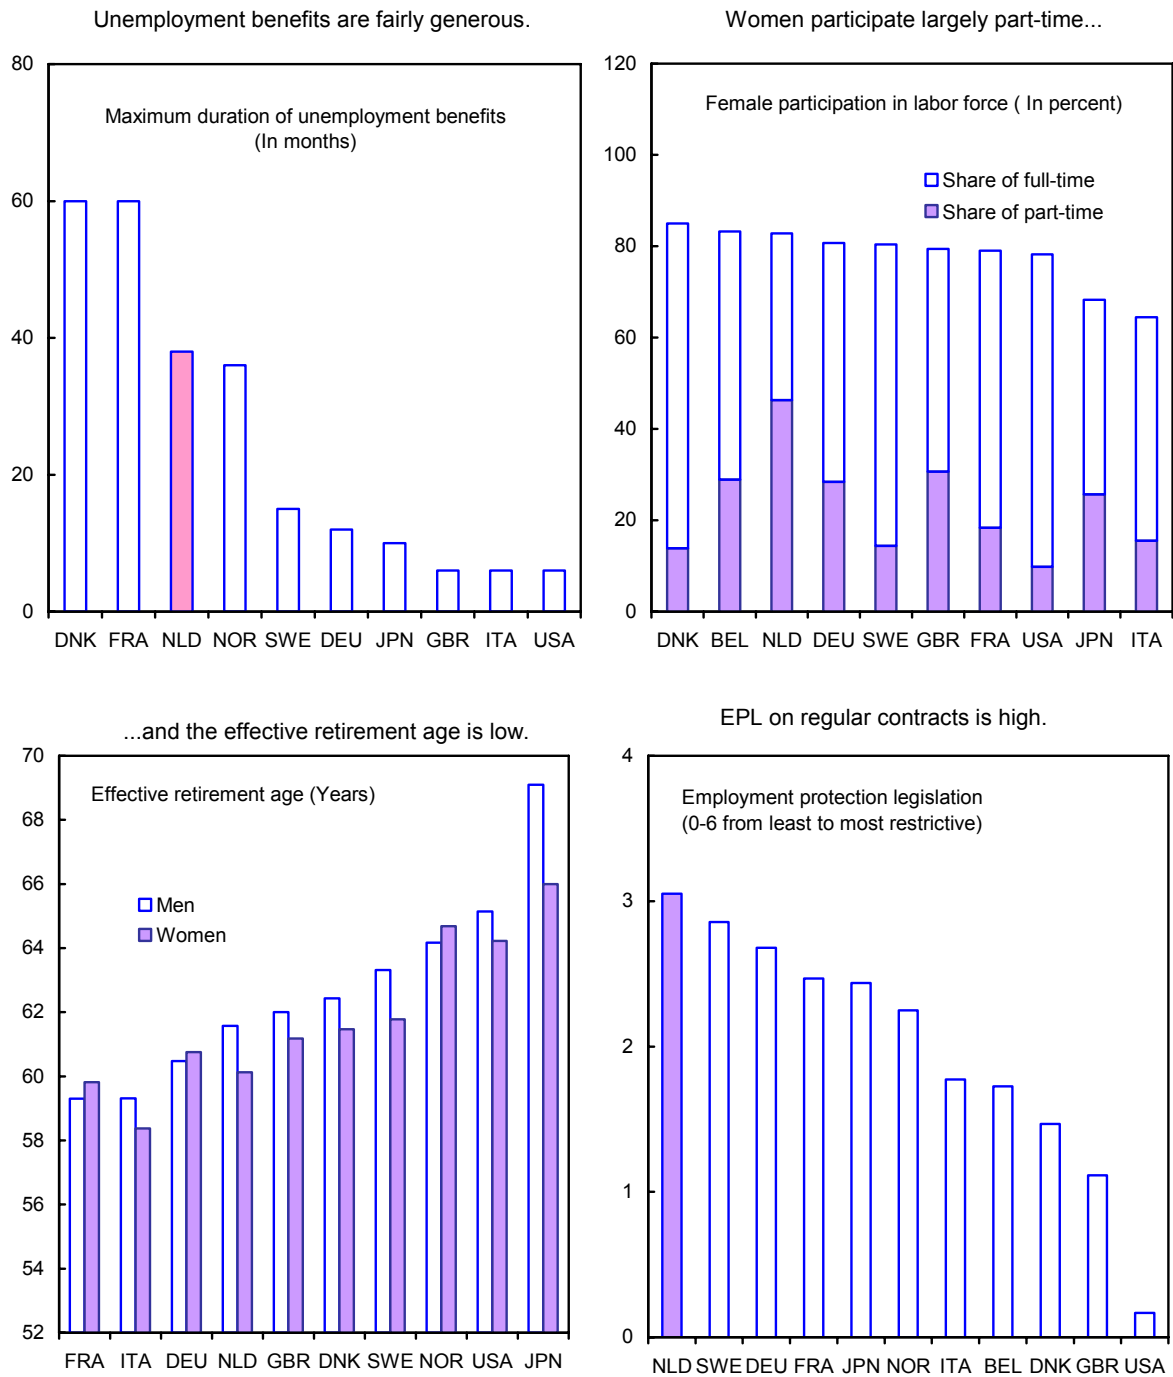 Unemployment benefits are fairly generous.
80
60
40
20
0
Maximum duration of unemployment benefits
(In months)
DNK FRA NLD NOR SWE DEU JPN GBR ITA USA
Women participate largely part-time...
120
100
80
60
40
20
0
Female participation in labor force ( In percent)
Share of full-time
Share of part-time
DNK BEL NLD DEU SWE GBR FRA USA JPN ITA
...and the effective retirement age is low.
70
68
66
64
62
60
58
56
54
52
Effective retirement age (Years)
Men
Women
FRA ITA DEU NLD GBR DNK SWE NOR USA JPN
EPL on regular contracts is high.
4
3
2
1
0
Employment protection legislation
(0-6 from least to most restrictive)
NLD SWE DEU FRA JPN NOR ITA BEL DNK GBR USA